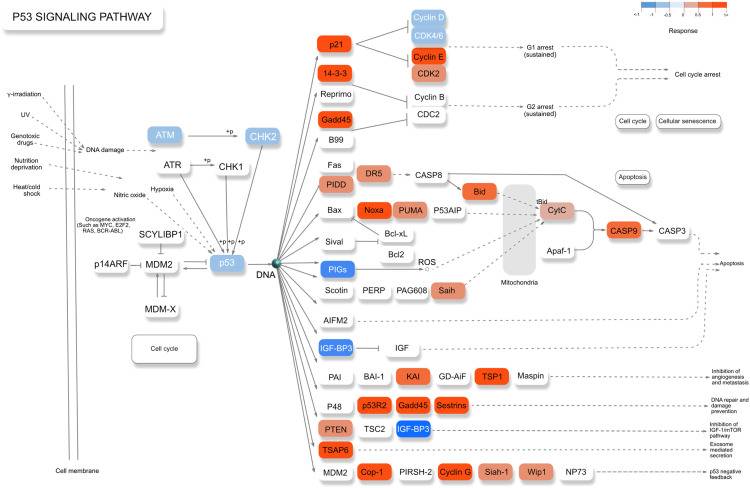 P53 SIGNALING PATHWAY
<1 -0.5 0 0.5 1>
Response
γ-irradiation
UV
Genotoxic
drugs
Nutrition
deprivation
Heat/cold
shock
DNA damage
Nitric oxide
Hypoxia
Oncogene activation
(Such as MYC, E2F2,
RAS, BCR-ABL)
ATM
+p
CHK2
ATR
+p
CHK1
+p
+p
+p
SCYLIBP1
p14ARF
MDM2
p53
MDM-X
DNA
Cell cycle
Cell membrane
p21
14-3-3
Reprimo
Gadd45
B99
Cyclin D
CDK4/6
Cyclin E
CDK2
Cyclin B
CDC2
G1 arrest
(sustained)
G2 arrest
(sustained)
Cell cycle arrest
Cell cycle
Cellular senescence
Fas
PIDD
DR5
CASP8
Bid
tBid
Mitochondria
CytC
Apaf-1
CASP9
CASP3
Apoptosis
Apoptosis
Bax
Noxa
PUMA
P53AIP
Sival
Bcl-xL
Bcl2
PIGs
ROS
Scotin
PERP
PAG608
Saih
AIFM2
IGF-BP3
IGF
PAI
BAI-1
KAI
GD-AiF
TSP1
Maspin
Inhibition of
angiogenesis
and metastasis
P48
p53R2
Gadd45
Sestrins
DNA repair and
damage
prevention
PTEN
TSC2
IGF-BP3
Inhibition of
IGF-1/mTOR
pathway
TSAP6
Exosome
mediated
secretion
MDM2
Cop-1
PIRSH-2
Cyclin G
Siah-1
Wip1
NP73
p53 negative
feedback